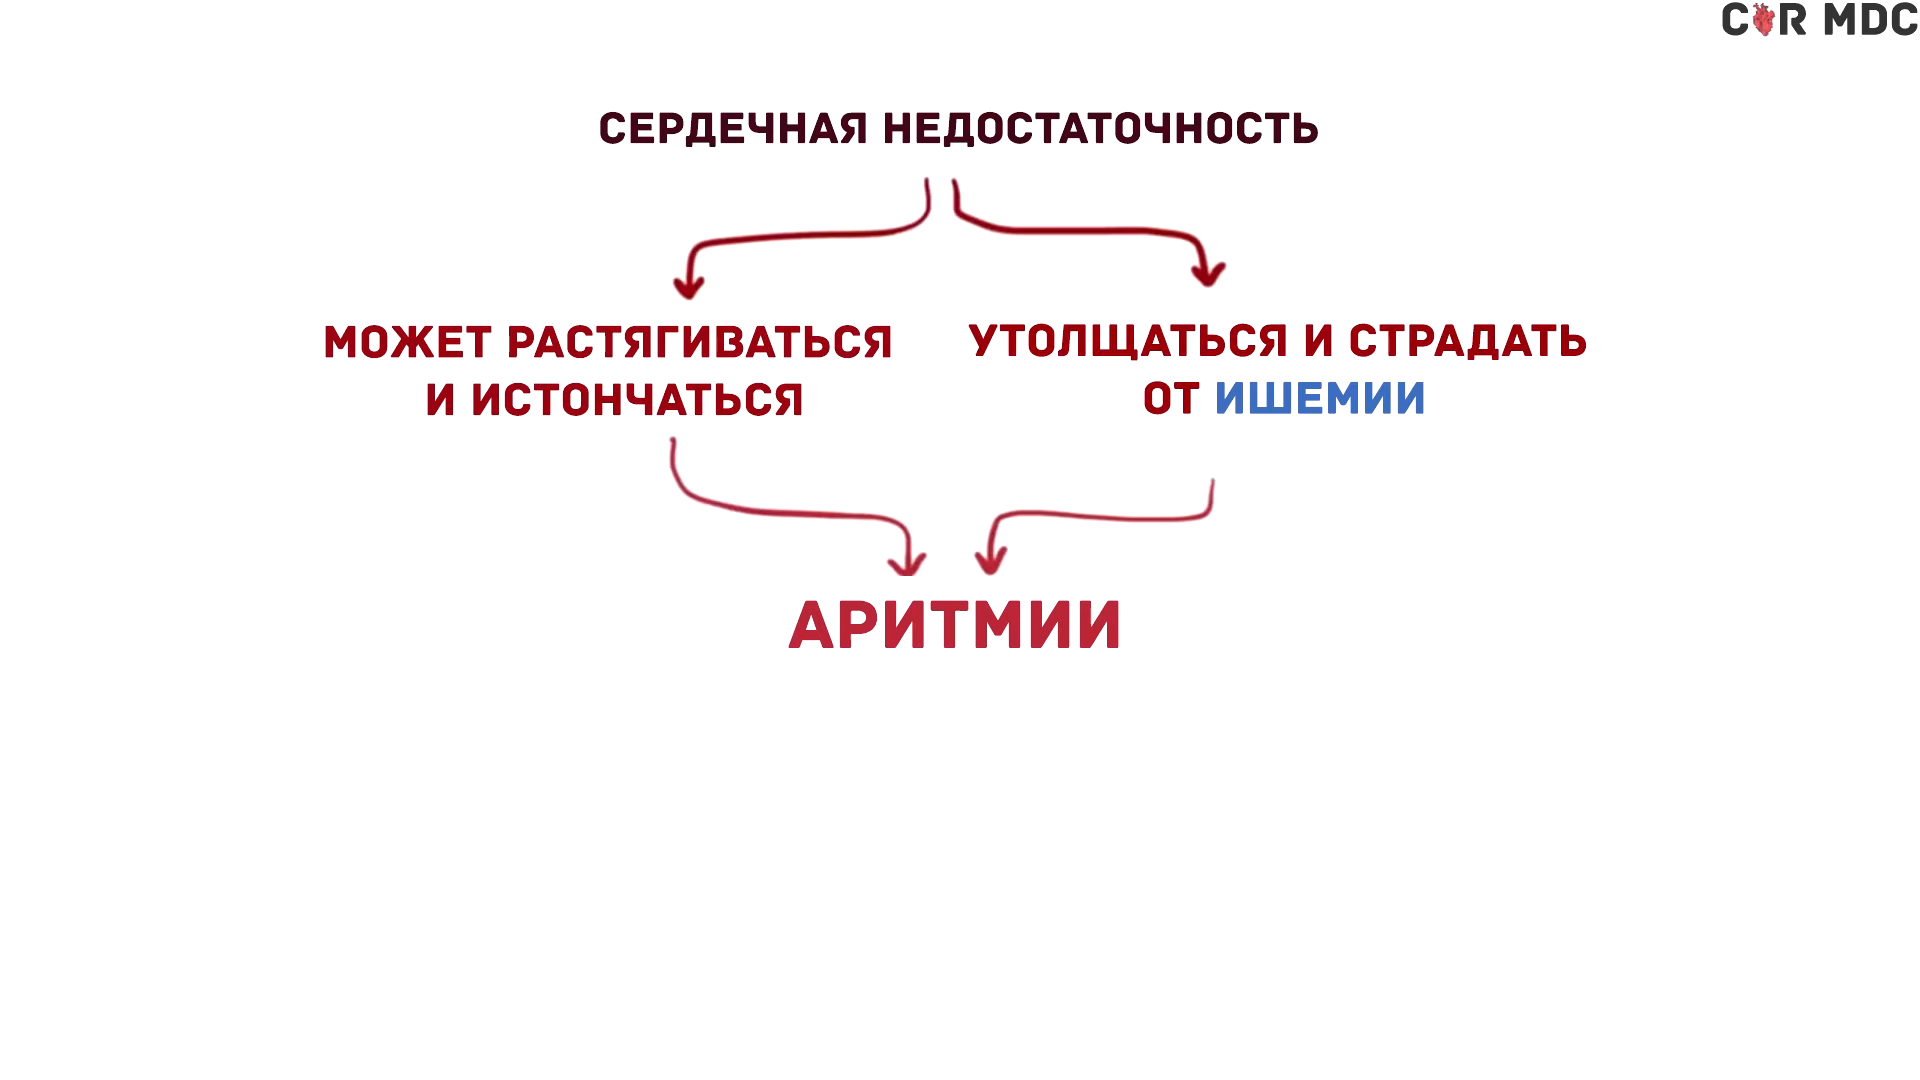 COR MDC
СЕРДЕЧНАЯ НЕДОСТАТОЧНОСТЬ
МОЖЕТ РАСТЯГИВАТЬСЯ
И ИСТОНЧАТЬСЯ
УТОЛЩАТЬСЯ И СТРАДАТЬ
ОТ ИШЕМИИ
АРИТМИИ